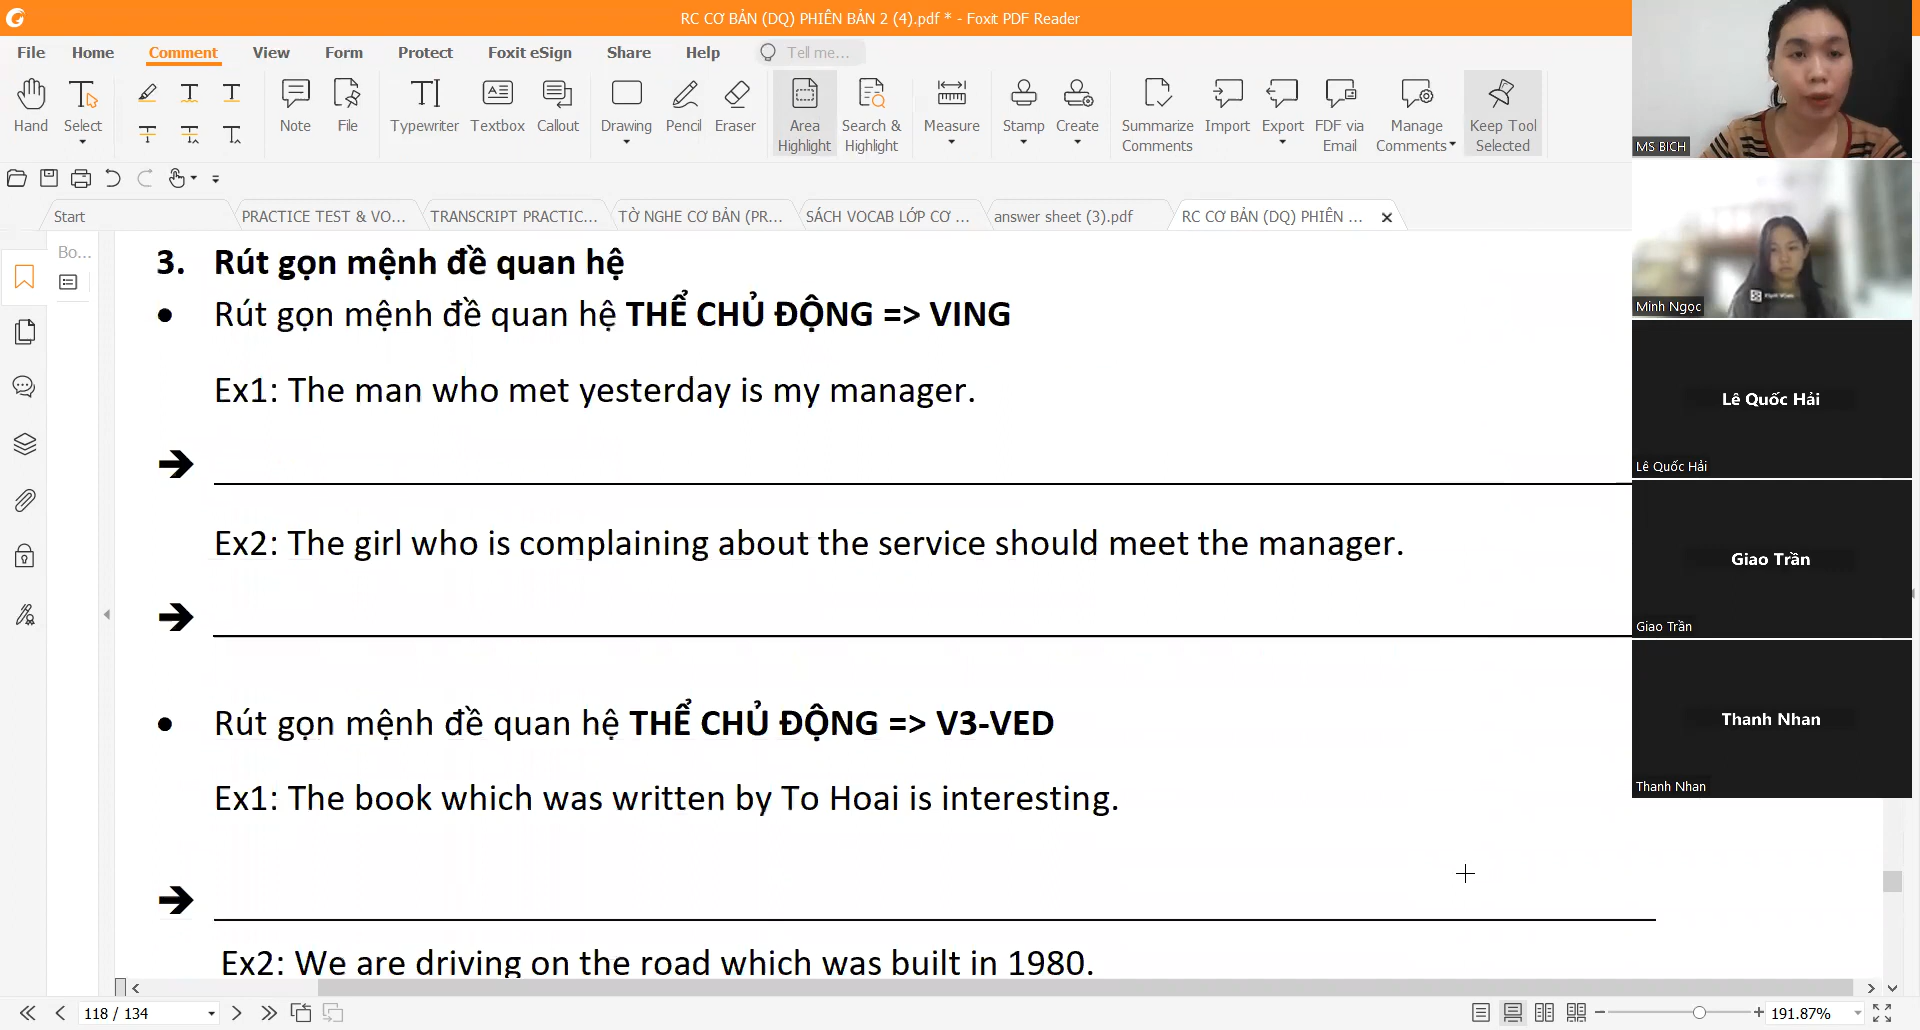 RC CƠ BẢN (DQ) PHIÊN BẢN 2 (4).pdf * - Foxit PDF Reader
File Home Comment View Form Protect Foxit eSign Share Help Tell me...
Hand Select Note File Typewriter Textbox Callout Drawing Pencil Eraser Area Highlight Search & Highlight Measure Stamp Create Summarize Comments Import Export FDF via Email Manage Comments Keep Tool Selected
Start PRACTICE TEST & VO... TRANSCRIPT PRACTIC... TỜ NGHE CƠ BẢN (PR... SÁCH VOCAB LỚP CƠ ... answer sheet (3).pdf RC CƠ BẢN (DQ) PHIÊN ...
Bo...
3. Rút gọn mệnh đề quan hệ
• Rút gọn mệnh đề quan hệ THỂ CHỦ ĐỘNG => VING
Ex1: The man who met yesterday is my manager.
➔
Ex2: The girl who is complaining about the service should meet the manager.
➔
• Rút gọn mệnh đề quan hệ THỂ CHỦ ĐỘNG => V3-VED
Ex1: The book which was written by To Hoai is interesting.
➔
Ex2: We are driving on the road which was built in 1980.
118 / 134
191.87%
MS BICH
Minh Ngọc
Lê Quốc Hải
Lê Quốc Hải
Giao Trần
Giao Trần
Thanh Nhan
Thanh Nhan